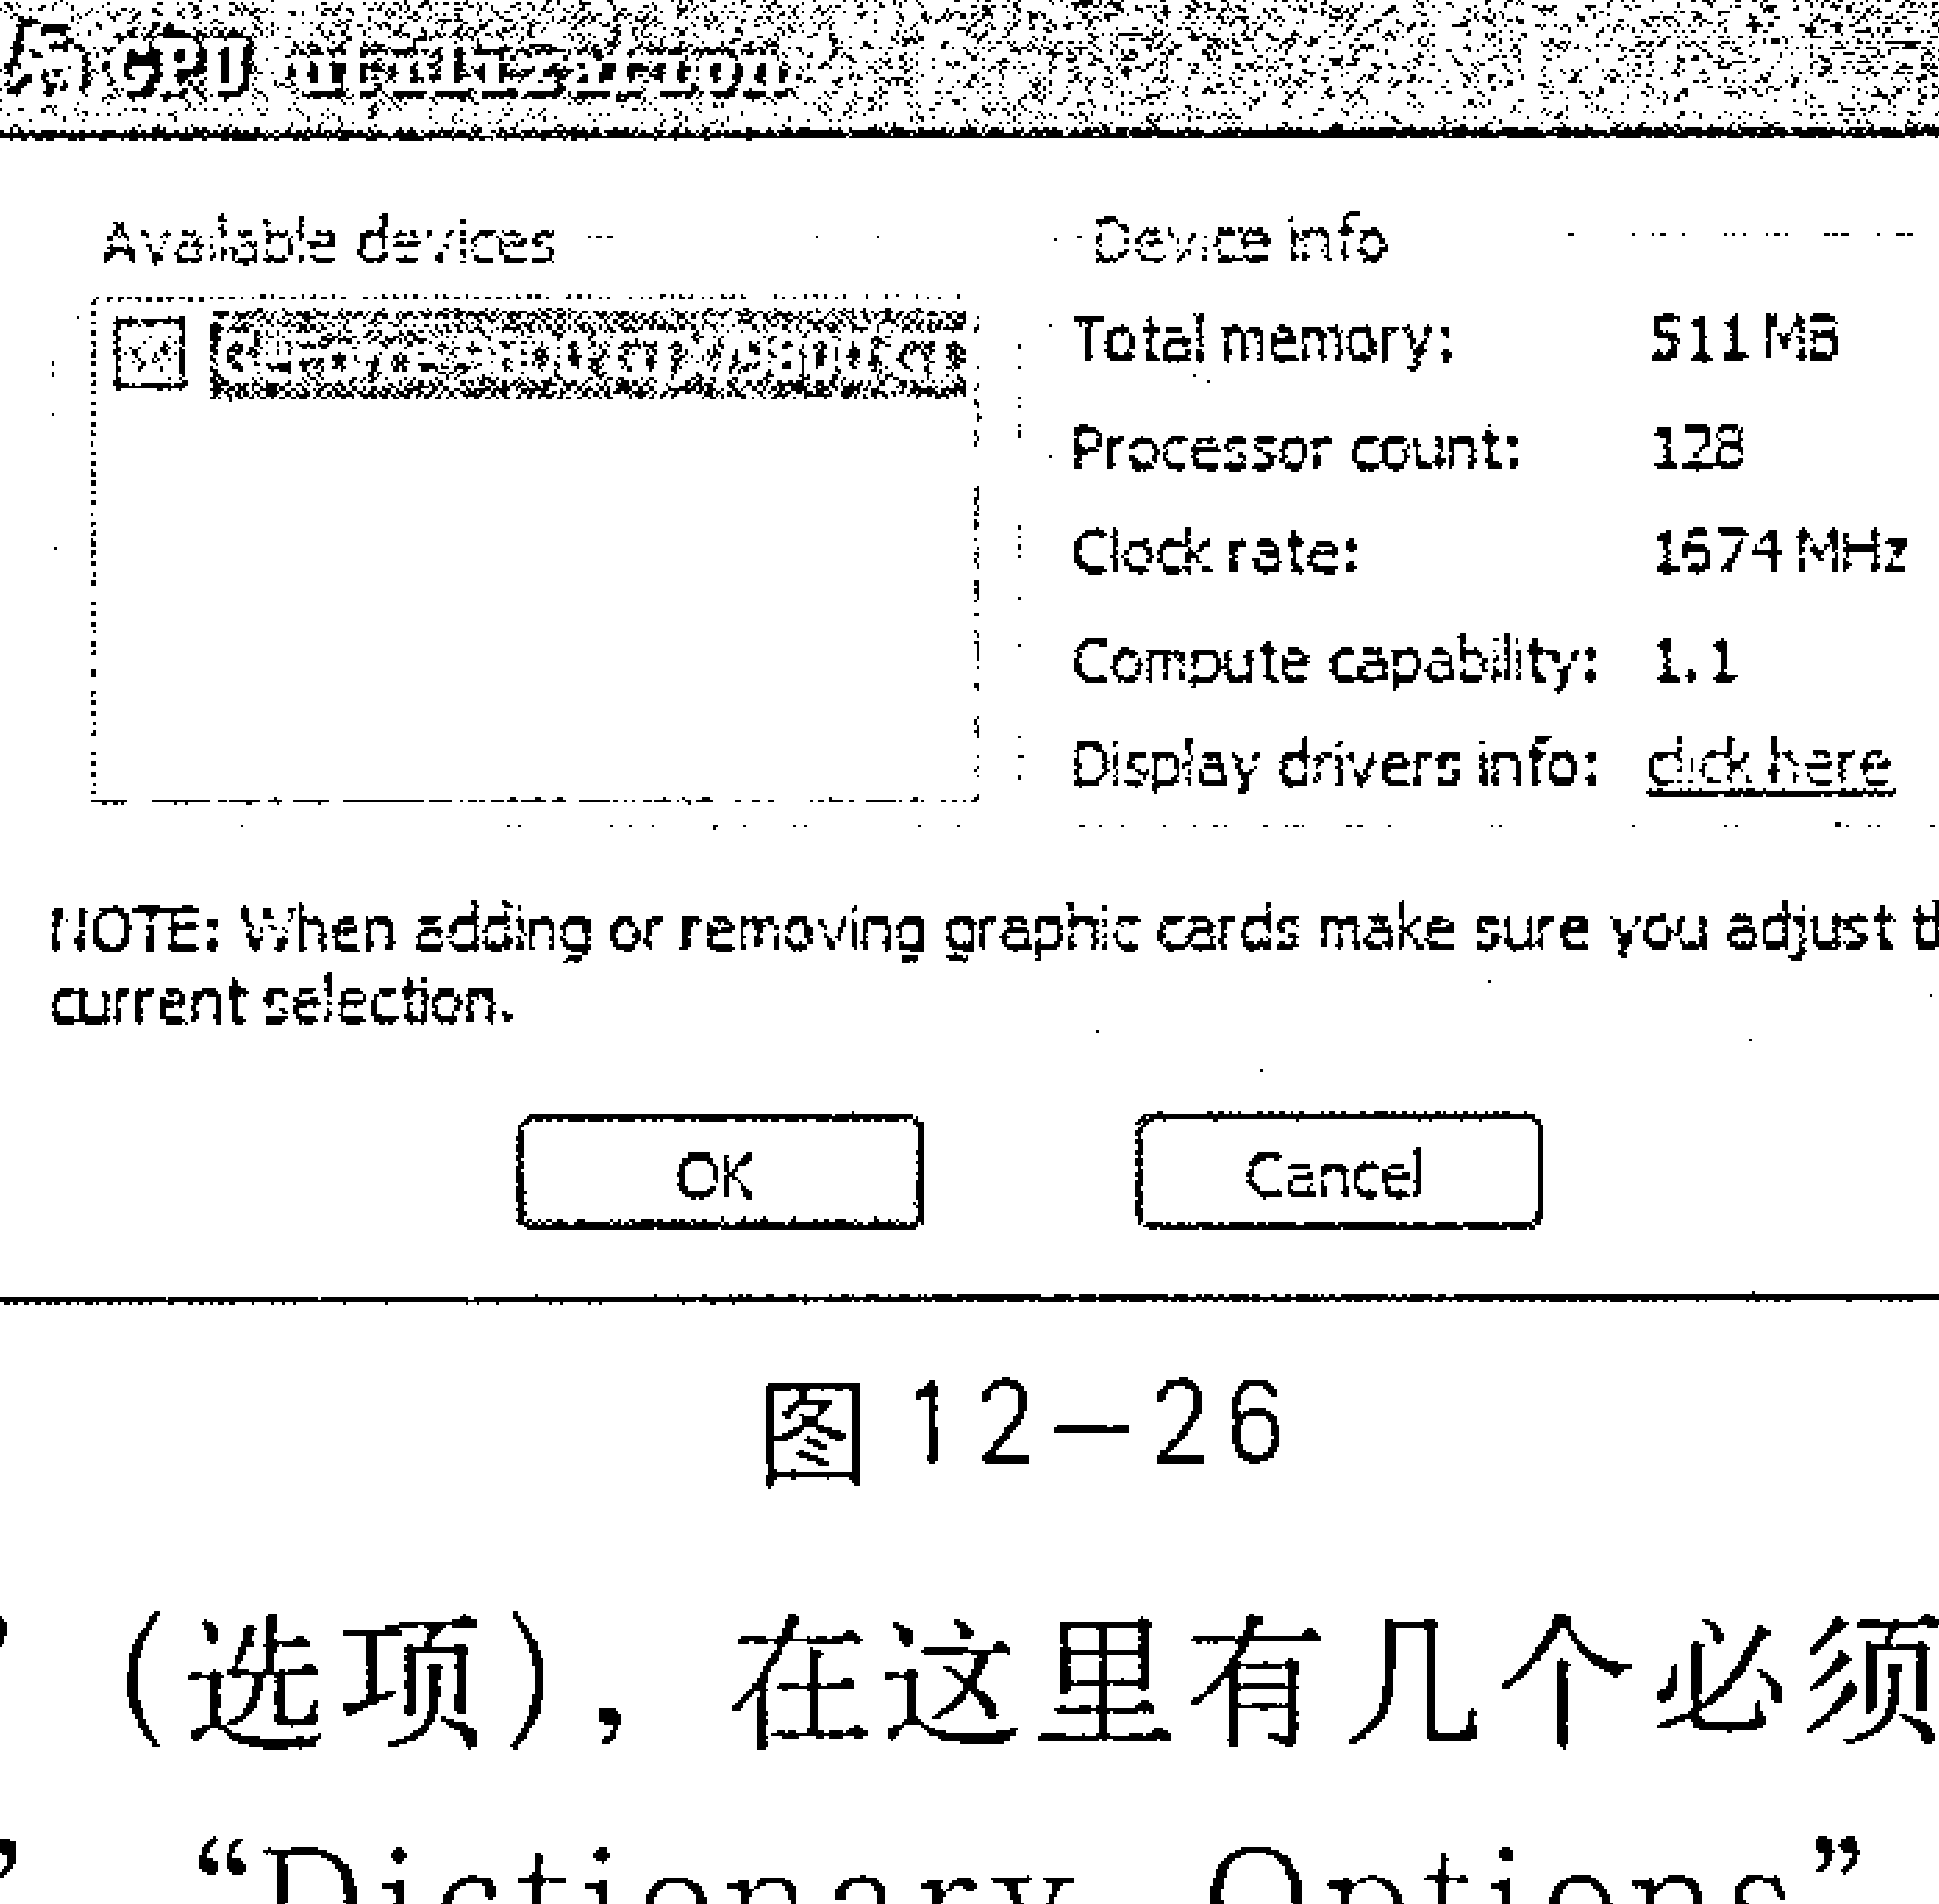 GPU utilization
Available devices
Device info
Total memory: 511 MB
Processor count: 128
Clock rate: 1674 MHz
Compute capability: 1.1
Display drivers info: click here
NOTE: When adding or removing graphic cards make sure you adjust
current selection.
OK Cancel
图 12-26
” (选项), 在这里有几个必须
” “Dictionary Options”